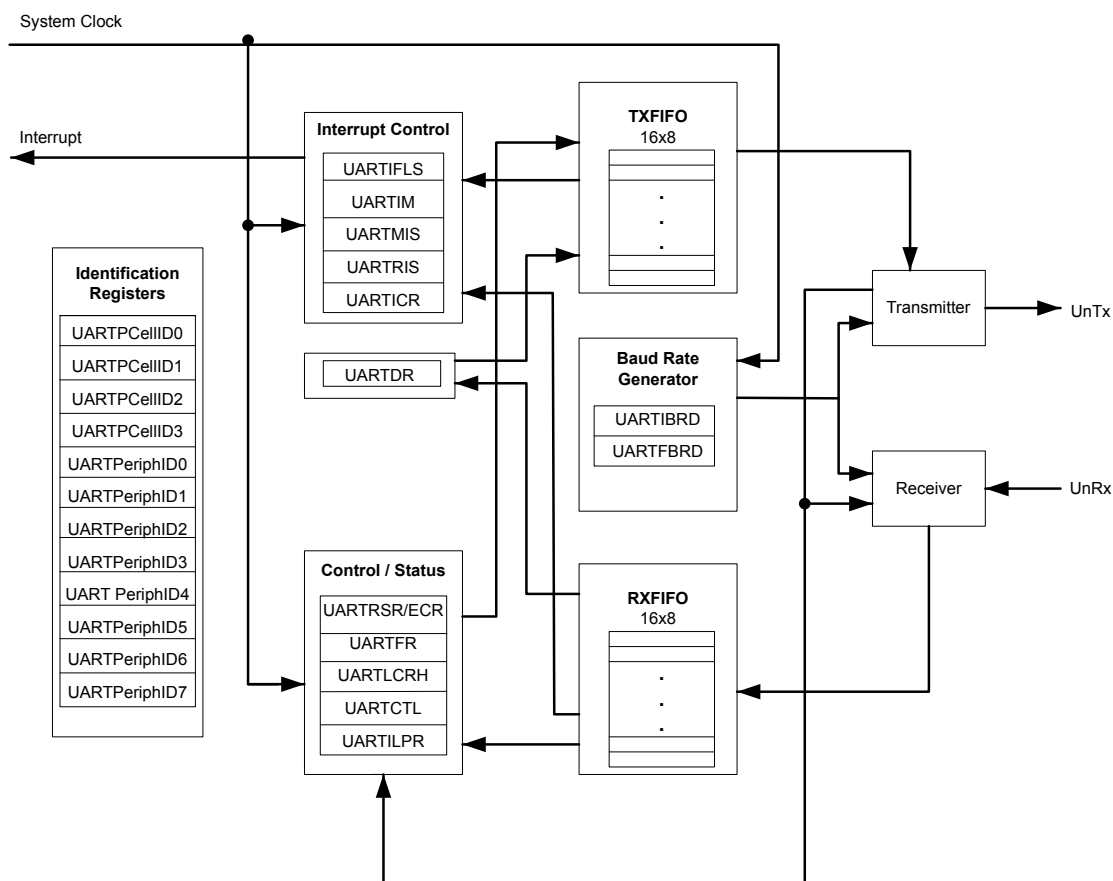 System Clock
Interrupt
Identification
Registers
UARTPCellID0
UARTPCellID1
UARTPCellID2
UARTPCellID3
UARTPeriphID0
UARTPeriphID1
UARTPeriphID2
UARTPeriphID3
UART PeriphID4
UARTPeriphID5
UARTPeriphID6
UARTPeriphID7
Interrupt Control
UARTIFLS
UARTIM
UARTMIS
UARTRIS
UARTICR
UARTDR
Control / Status
UARTRSR/ECR
UARTFR
UARTLCRH
UARTCTL
UARTILPR
TXFIFO
16x8
.
.
.
Baud Rate
Generator
UARTIBRD
UARTFBRD
RXFIFO
16x8
.
.
.
Transmitter
UnTx
Receiver
UnRx